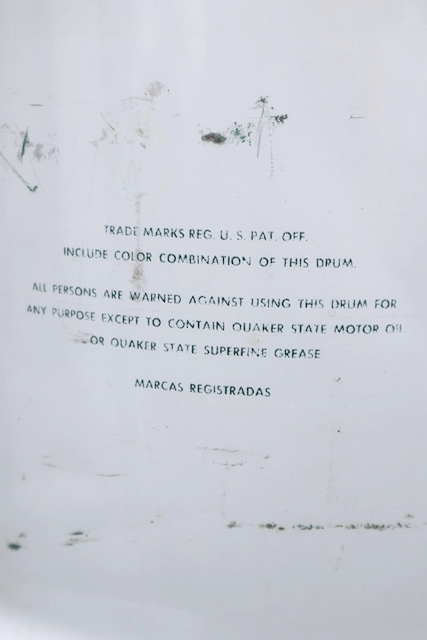 TRADE MARKS REG. U. S. PAT. OFF.
INCLUDE COLOR COMBINATION OF THIS DRUM.
ALL PERSONS ARE WARNED AGAINST USING THIS DRUM FOR
ANY PURPOSE EXCEPT TO CONTAIN QUAKER STATE MOTOR OIL
OR QUAKER STATE SUPERFINE GREASE
MARCAS REGISTRADAS